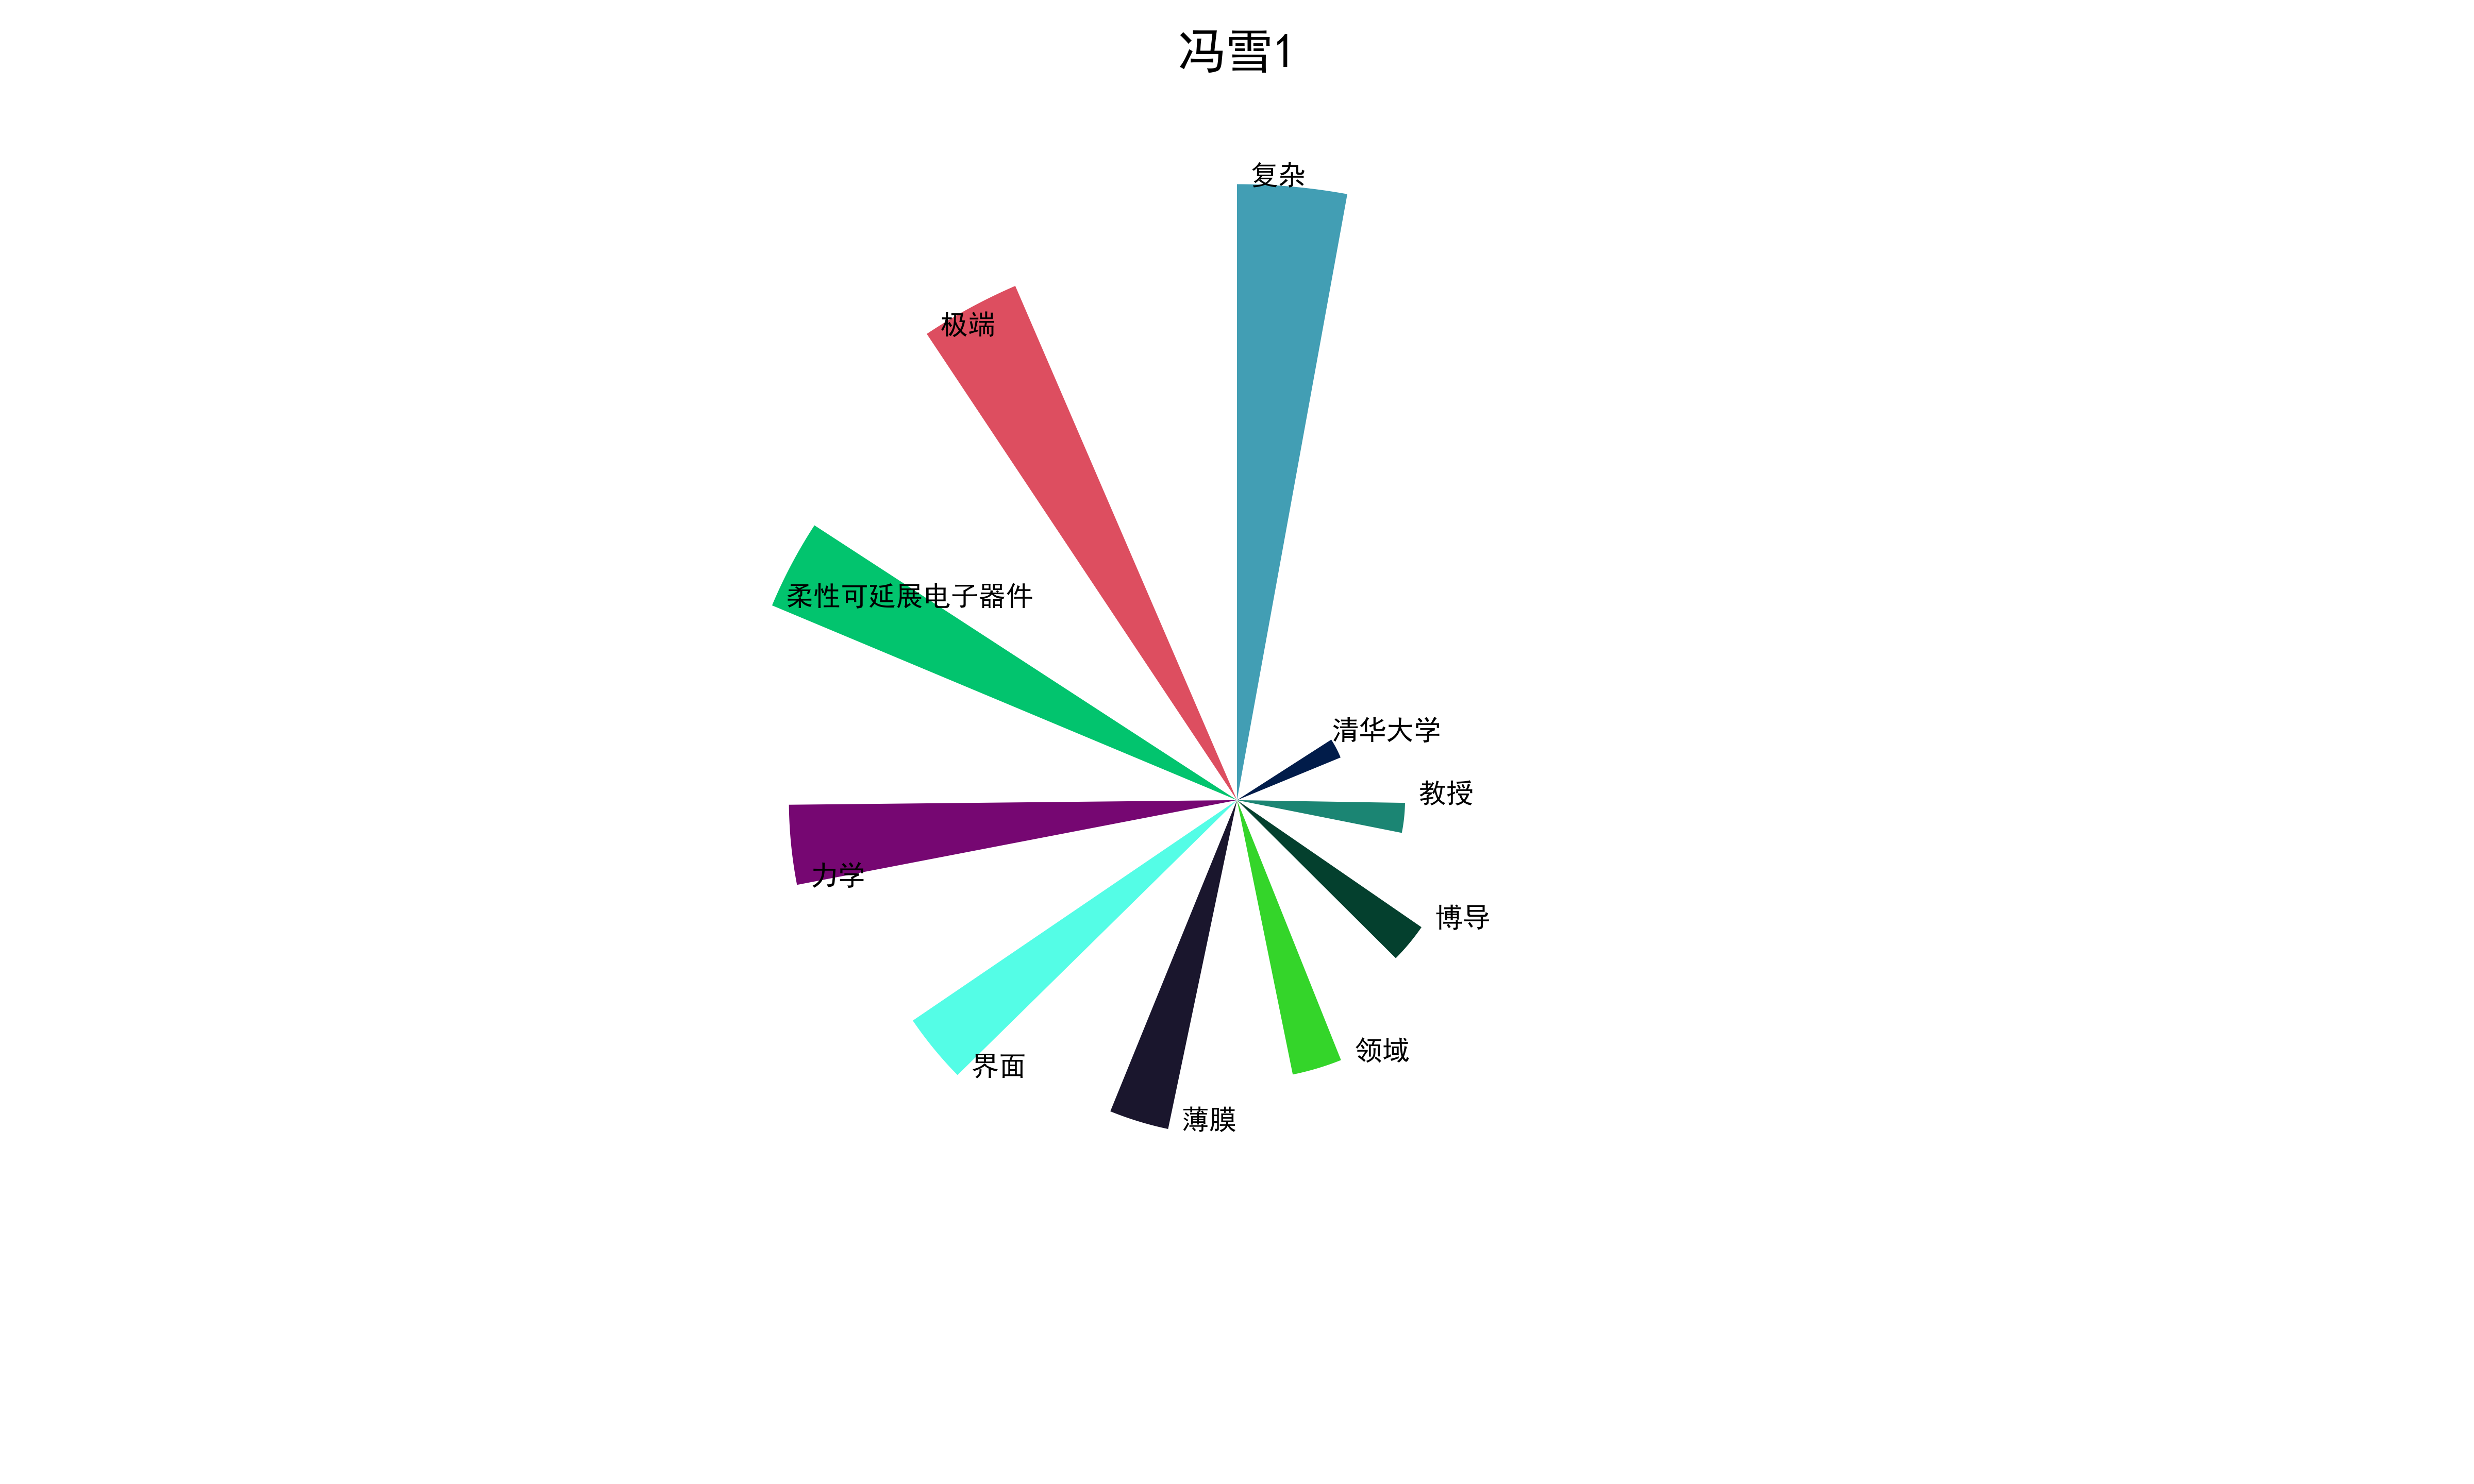 冯雪1
复杂
极端
柔性可延展电子器件
清华大学
教授
力学
博导
领域
界面
薄膜